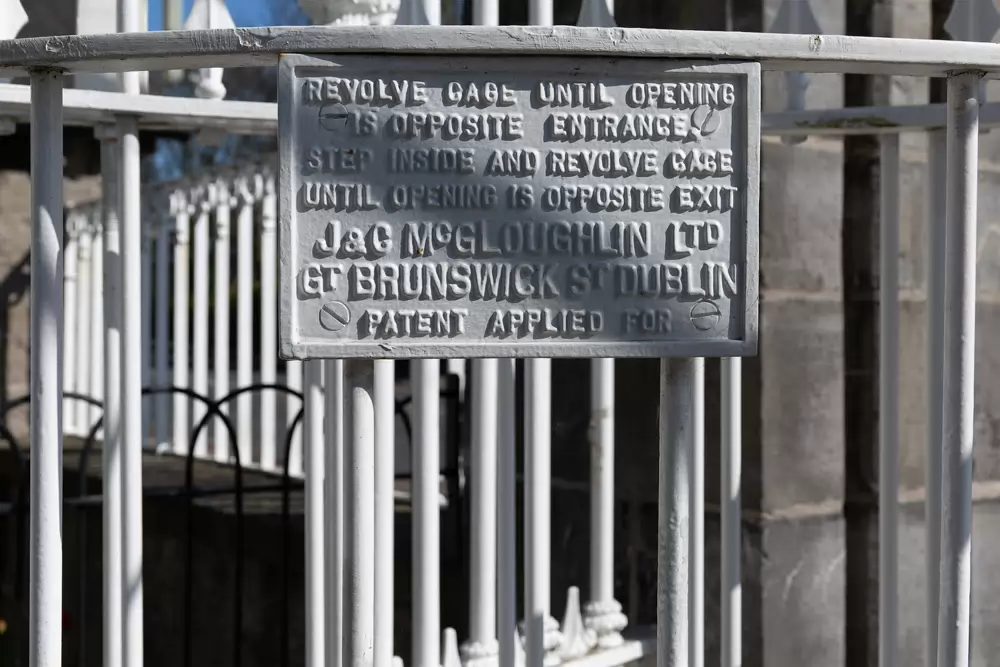 REVOLVE CAGE UNTIL OPENING
IS OPPOSITE ENTRANCE.
STEP INSIDE AND REVOLVE CAGE
UNTIL OPENING IS OPPOSITE EXIT
J&C McGLOUGHLIN LTD
GT BRUNSWICK ST DUBLIN
PATENT APPLIED FOR